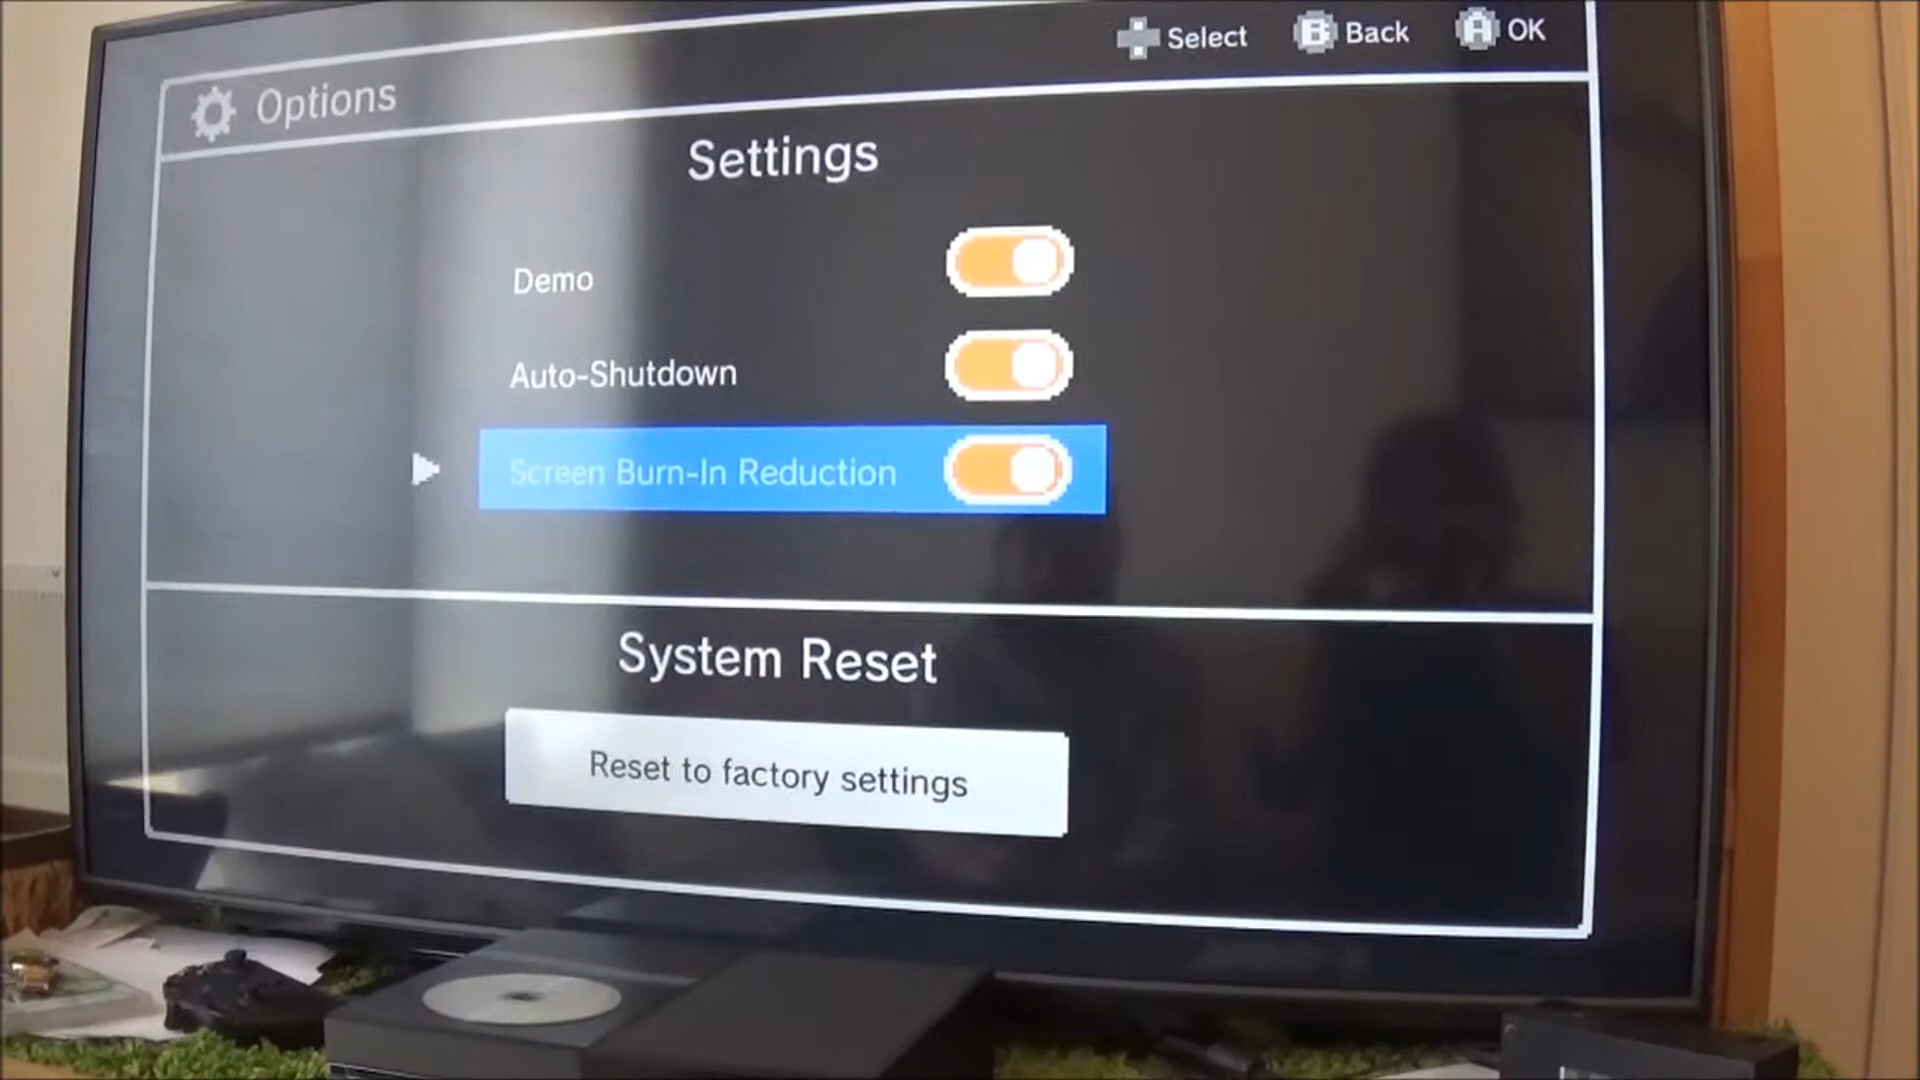 Select B Back A OK
Options
Settings
Demo
Auto-Shutdown
Screen Burn-In Reduction
System Reset
Reset to factory settings